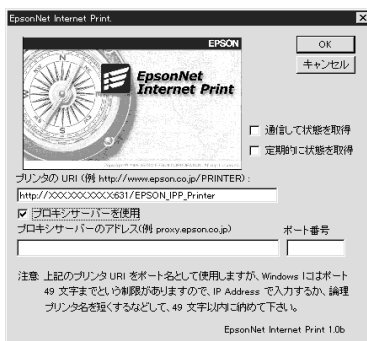 EpsonNet Internet Print.
EPSON
EpsonNet
Internet Print
OK
キャンセル
通信して状態を取得
定期的に状態を取得
プリンタの URI (例 http://www.epson.co.jp/PRINTER) :
http://XXX.XXX.XXX.X:631/EPSON_IPP_Printer
プロキシサーバーを使用
プロキシサーバーのアドレス(例 proxy.epson.co.jp)
ポート番号
注意: 上記のプリンタ URI をポート名として使用しますが、Windows にはポート
49 文字までという制限がありますので、IP Address で入力するか、論理
プリンタ名を短くするなどして、49 文字以内に納めて下さい。
EpsonNet Internet Print 1.0b